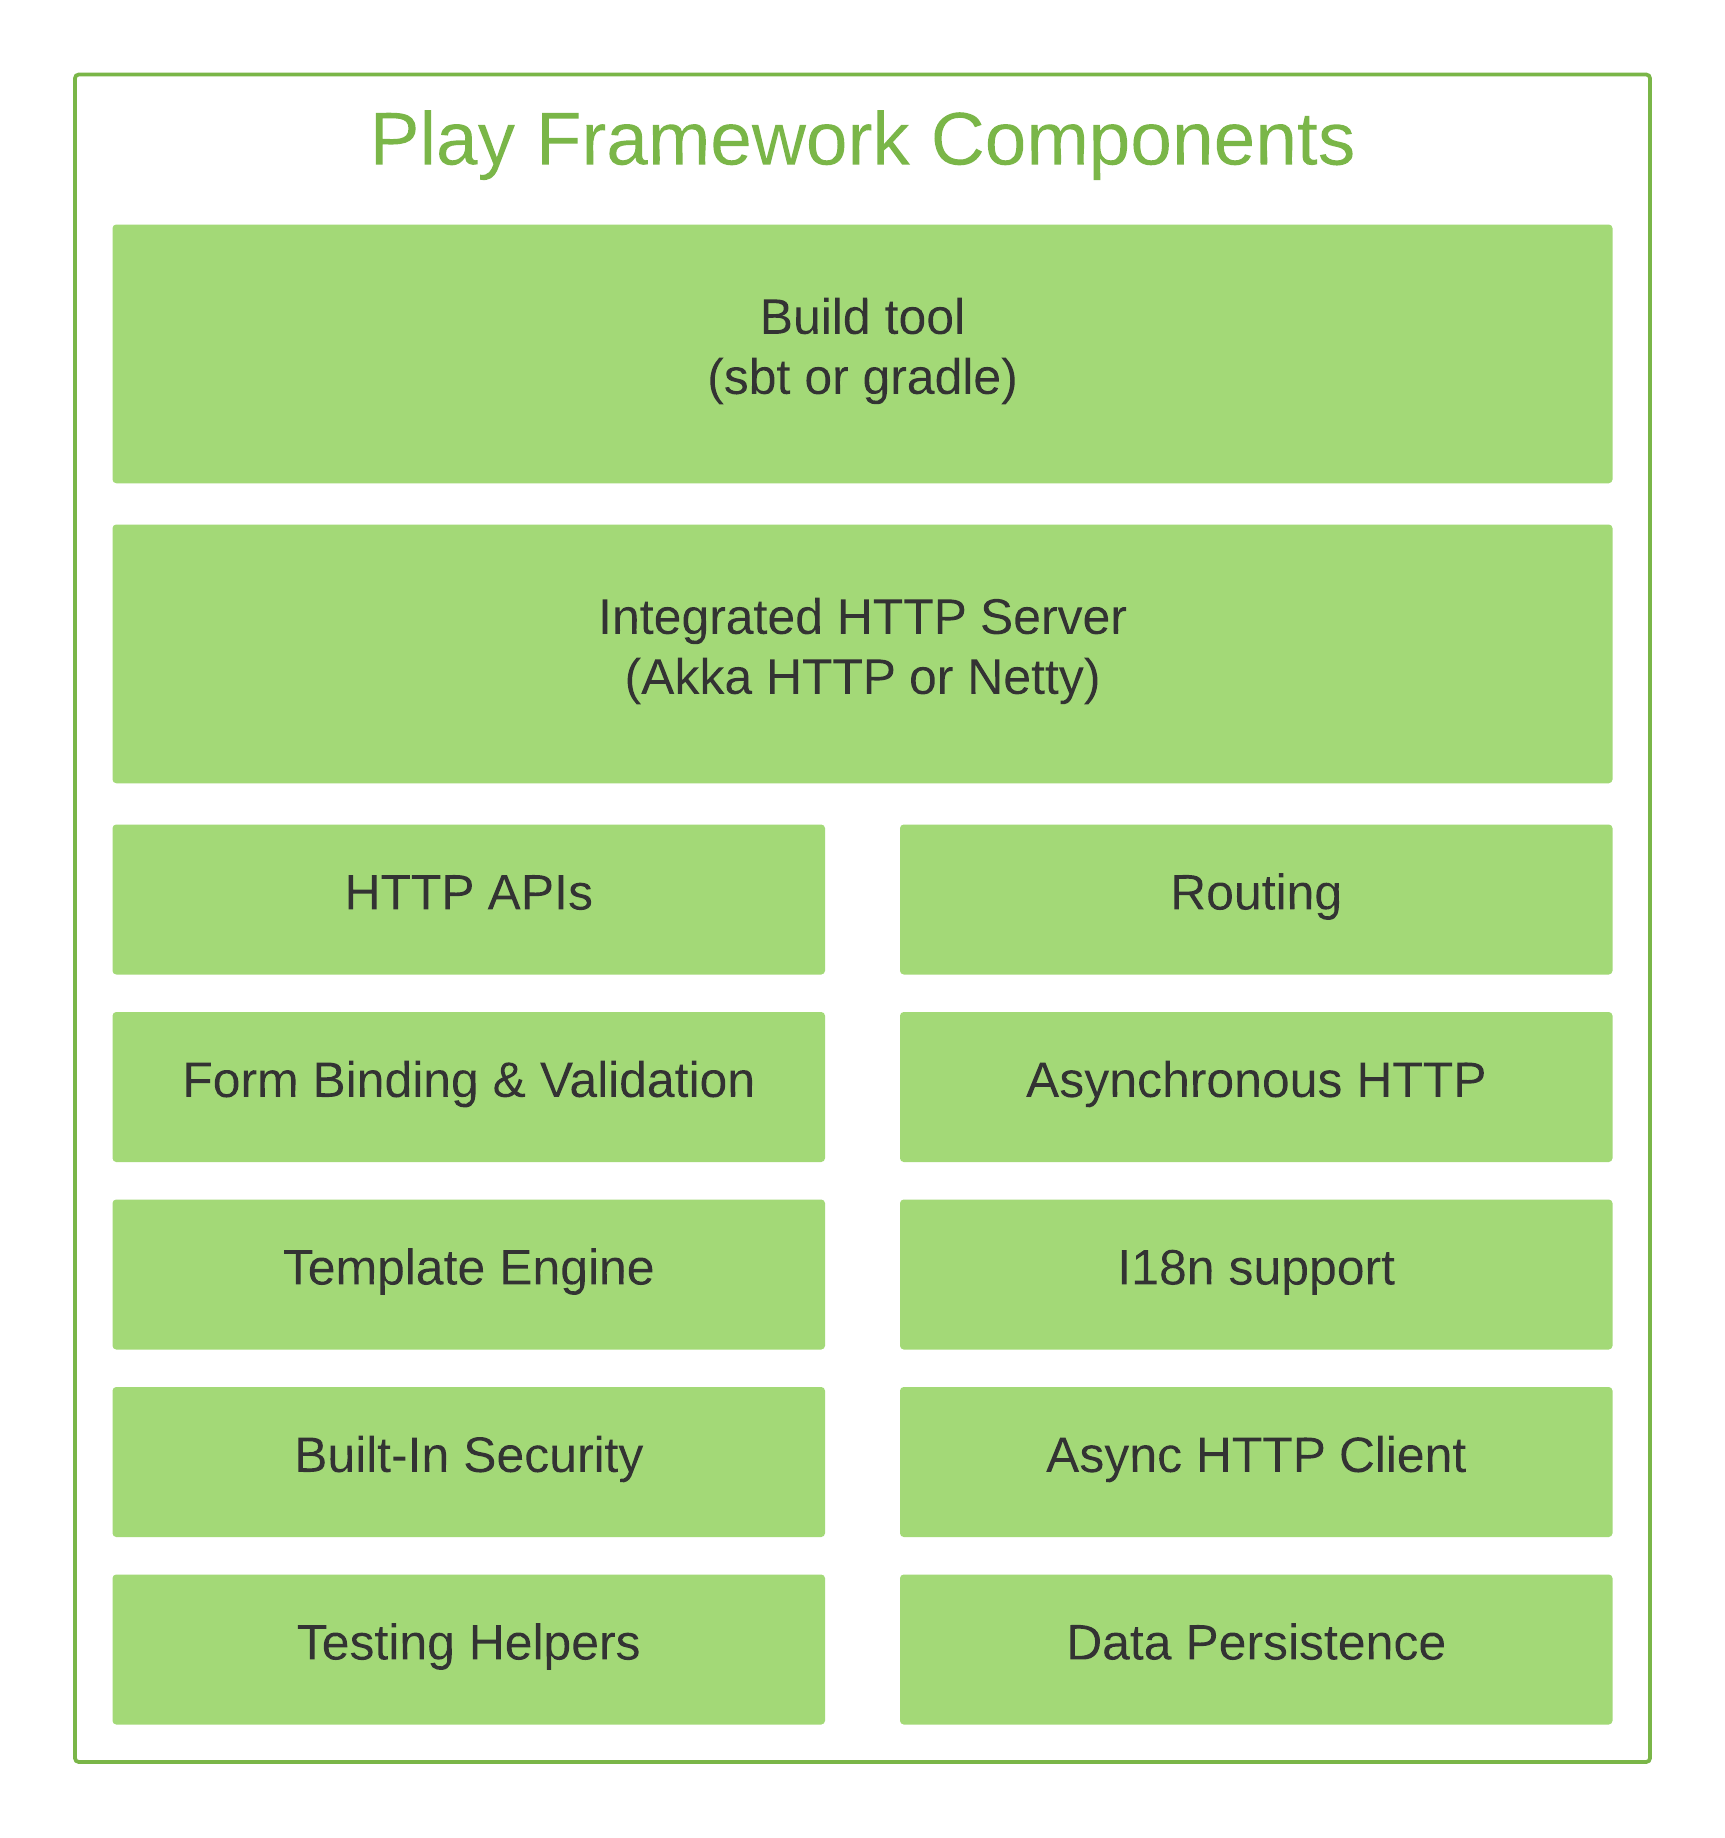 Play Framework Components
Build tool
(sbt or gradle)
Integrated HTTP Server
(Akka HTTP or Netty)
HTTP APIs
Routing
Form Binding & Validation
Asynchronous HTTP
Template Engine
I18n support
Built-In Security
Async HTTP Client
Testing Helpers
Data Persistence